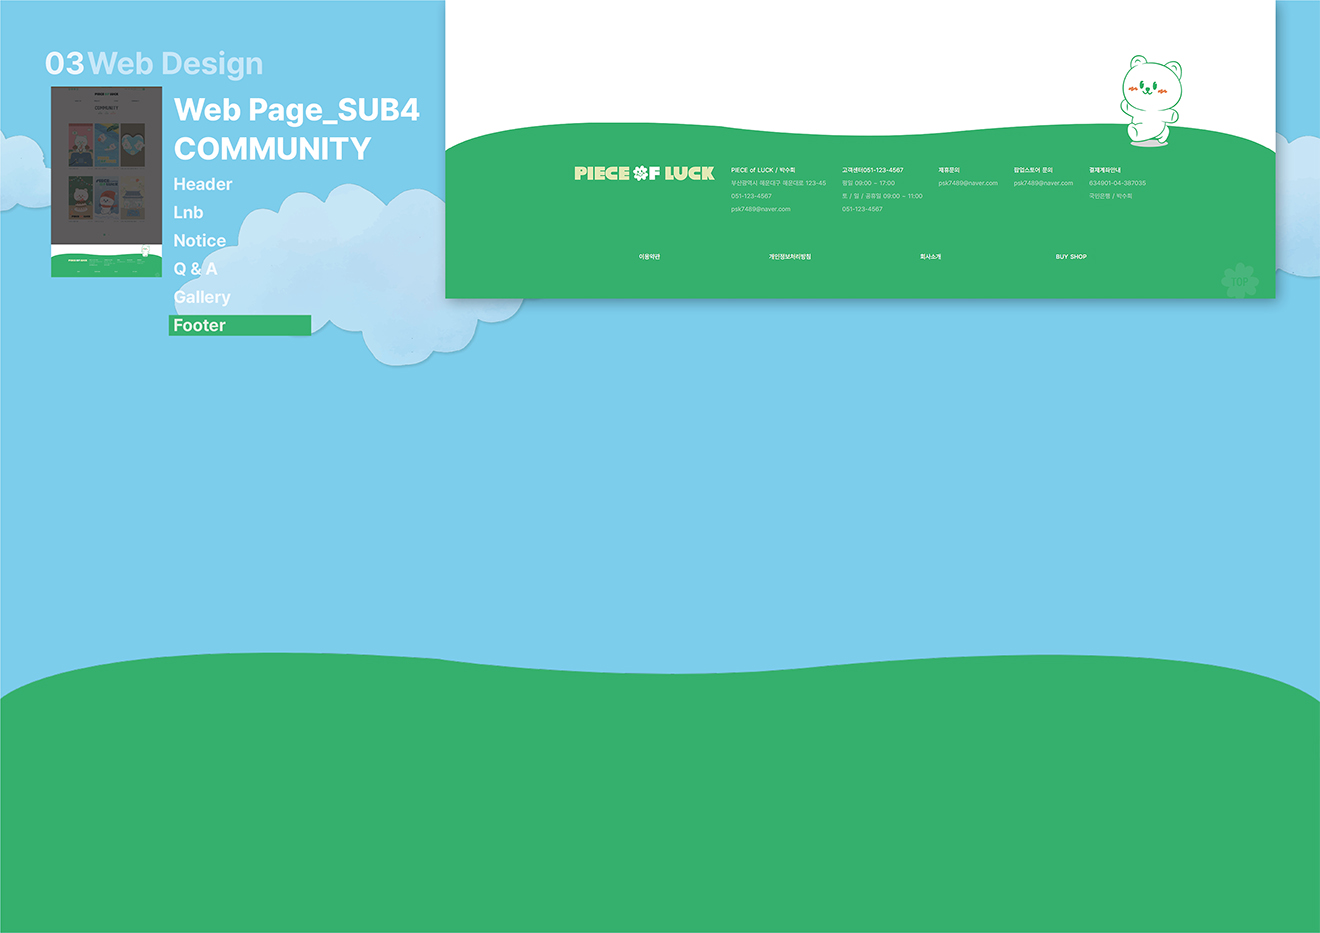 03 Web Design
Web Page_SUB4
COMMUNITY
Header
Lnb
Notice
Q & A
Gallery
Footer
PIECE OF LUCK
PIECE of LUCK / 박수희
부산광역시 해운대구 해운대로 123-45
051-123-4567
psk7489@naver.com
고객센터051-123-4567
평일 09:00 ~ 17:00
토 / 일 / 공휴일 09:00 ~ 11:00
051-123-4567
제휴문의
psk7489@naver.com
팝업스토어 문의
psk7489@naver.com
결제계좌안내
634901-04-387035
국민은행 / 박수희
이용약관
개인정보처리방침
회사소개
BUY SHOP
TOP
COMMUNITY